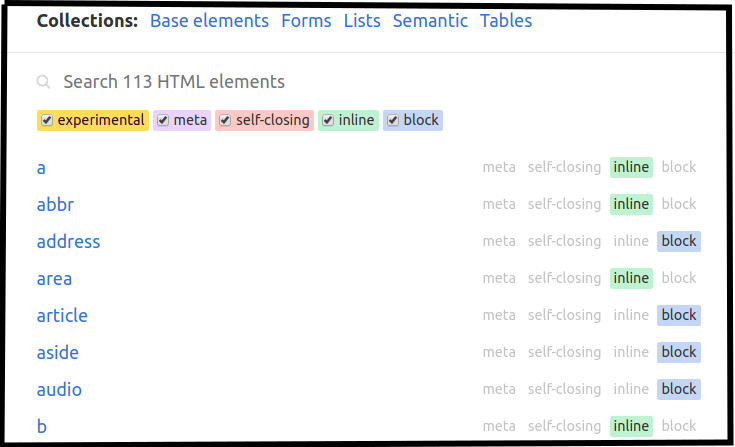 Collections: Base elements Forms Lists Semantic Tables
Search 113 HTML elements
experimental meta self-closing inline block
a meta self-closing inline block
abbr meta self-closing inline block
address meta self-closing inline block
area meta self-closing inline block
article meta self-closing inline block
aside meta self-closing inline block
audio meta self-closing inline block
b meta self-closing inline block